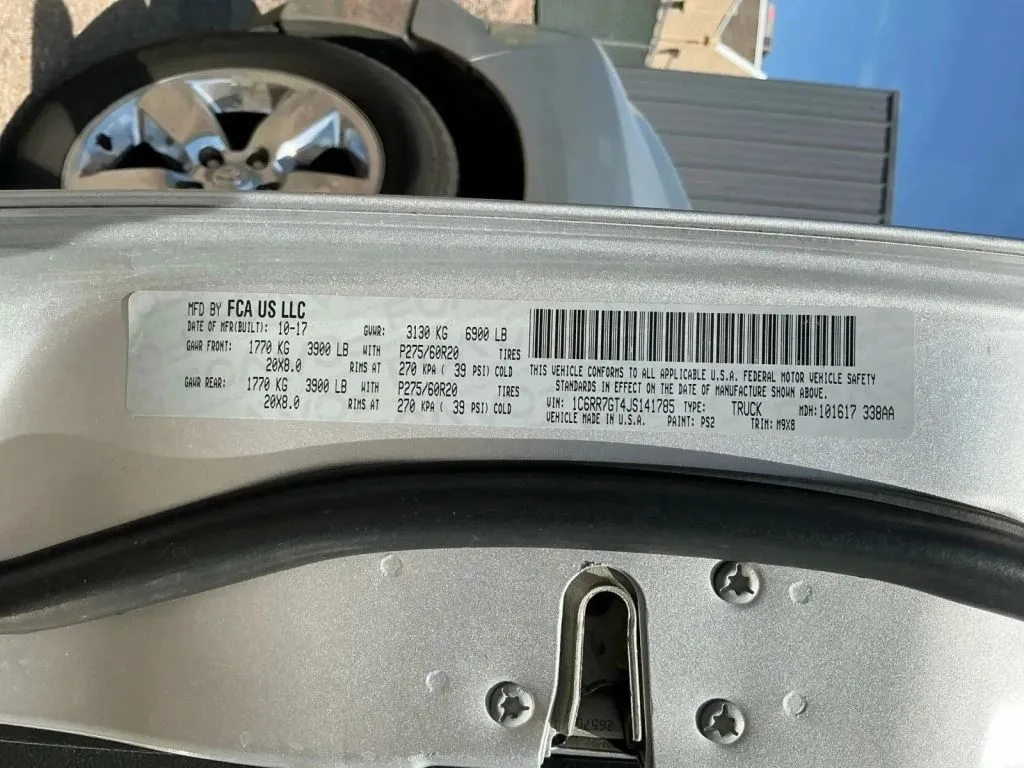 MFD BY FCA US LLC
DATE OF MFR(BUILT): 10-17 GVWR: 3130 KG 6900 LB
GAWR FRONT: 1770 KG 3900 LB WITH P275/60R20 TIRES
20X8.0 RIMS AT 270 KPA ( 39 PSI) COLD
GAWR REAR: 1770 KG 3900 LB WITH P275/60R20 TIRES
20X8.0 RIMS AT 270 KPA ( 39 PSI) COLD
THIS VEHICLE CONFORMS TO ALL APPLICABLE U.S.A. FEDERAL MOTOR VEHICLE SAFETY
STANDARDS IN EFFECT ON THE DATE OF MANUFACTURE SHOWN ABOVE.
VIN: 1C6RR7GT4JS141785 TYPE: TRUCK MDH:101617 338AA
VEHICLE MADE IN U.S.A. PAINT: PS2 TRIM: M9X8